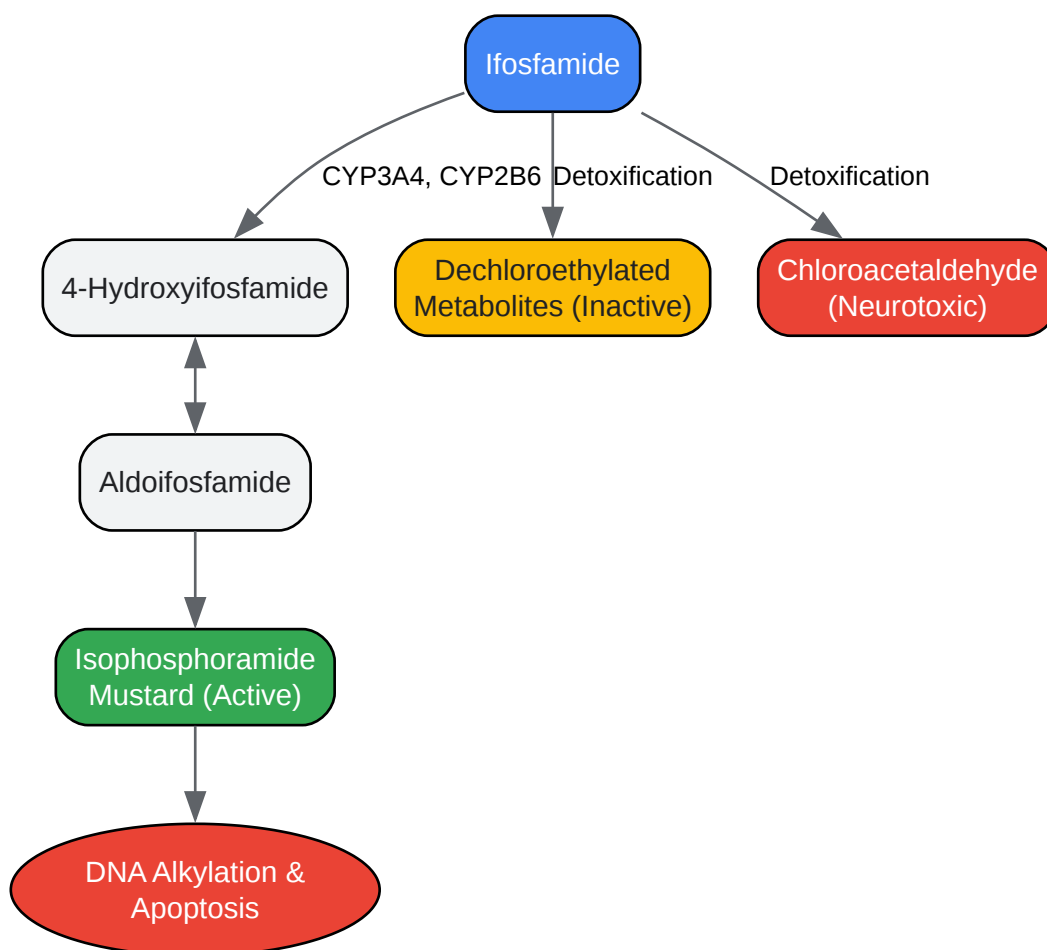 Ifosfamide
CYP3A4, CYP2B6
Detoxification
Detoxification
4-Hydroxyifosfamide
Dechloroethylated
Metabolites (Inactive)
Chloroacetaldehyde
(Neurotoxic)
Aldoifosfamide
Isophosphoramide
Mustard (Active)
DNA Alkylation &
Apoptosis